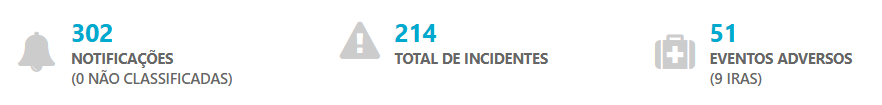 302
NOTIFICAÇÕES
(0 NÃO CLASSIFICADAS)
214
TOTAL DE INCIDENTES
51
EVENTOS ADVERSOS
(9 IRAS)